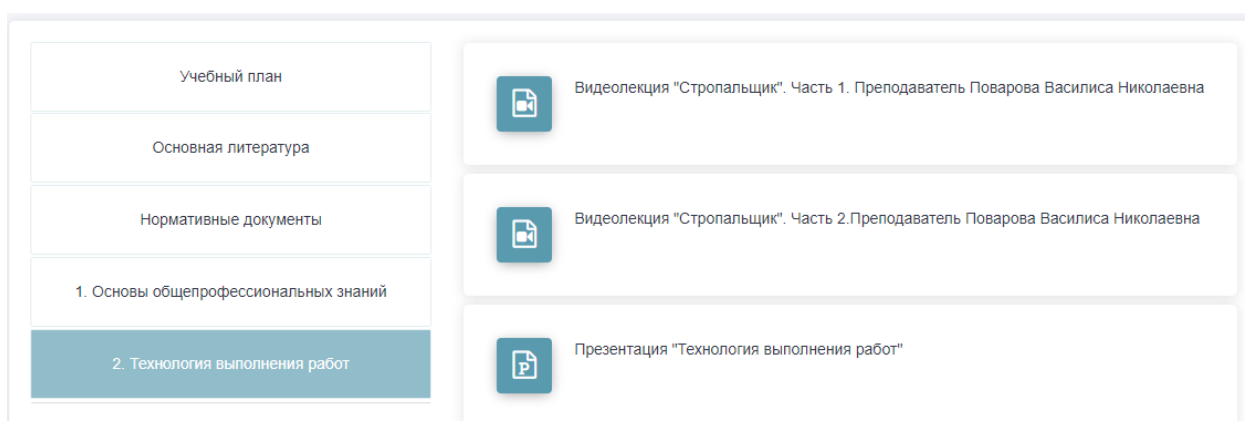 Учебный план
Основная литература
Нормативные документы
1. Основы общепрофессиональных знаний
2. Технология выполнения работ
Видеолекция "Стропальщик". Часть 1. Преподаватель Поварова Василиса Николаевна
Видеолекция "Стропальщик". Часть 2.Преподаватель Поварова Василиса Николаевна
Презентация "Технология выполнения работ"
P